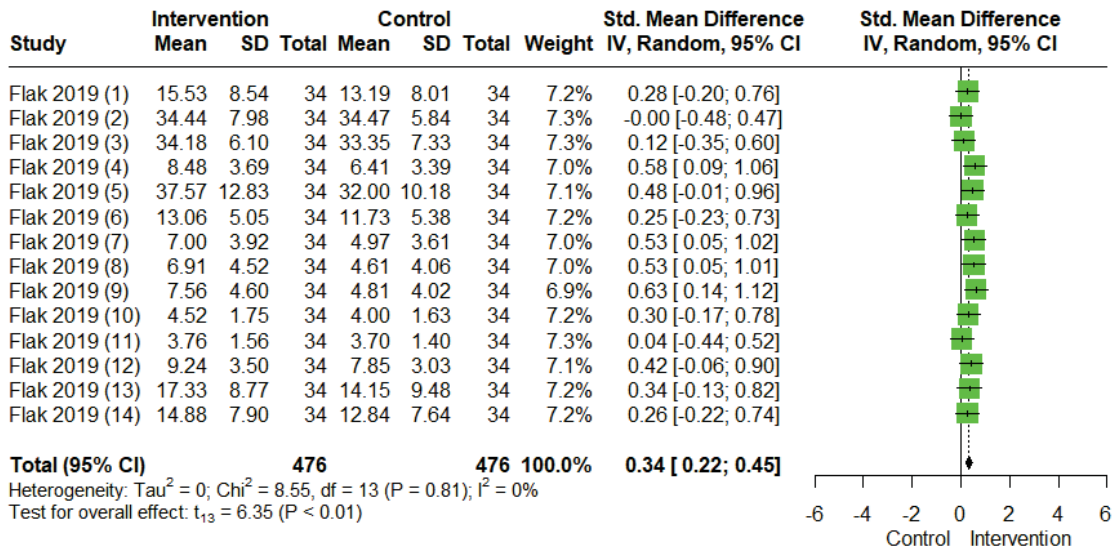 Intervention Control Std. Mean Difference Std. Mean Difference
Study Mean SD Total Mean SD Total Weight IV, Random, 95% CI IV, Random, 95% CI
Flak 2019 (1) 15.53 8.54 34 13.19 8.01 34 7.2% 0.28 [-0.20; 0.76]
Flak 2019 (2) 34.44 7.98 34 34.47 5.84 34 7.3% -0.00 [-0.48; 0.47]
Flak 2019 (3) 34.18 6.10 34 33.35 7.33 34 7.3% 0.12 [-0.35; 0.60]
Flak 2019 (4) 8.48 3.69 34 6.41 3.39 34 7.0% 0.58 [ 0.09; 1.06]
Flak 2019 (5) 37.57 12.83 34 32.00 10.18 34 7.1% 0.48 [-0.01; 0.96]
Flak 2019 (6) 13.06 5.05 34 11.73 5.38 34 7.2% 0.25 [-0.23; 0.73]
Flak 2019 (7) 7.00 3.92 34 4.97 3.61 34 7.0% 0.53 [ 0.05; 1.02]
Flak 2019 (8) 6.91 4.52 34 4.61 4.06 34 7.0% 0.53 [ 0.05; 1.01]
Flak 2019 (9) 7.56 4.60 34 4.81 4.02 34 6.9% 0.63 [ 0.14; 1.12]
Flak 2019 (10) 4.52 1.75 34 4.00 1.63 34 7.2% 0.30 [-0.17; 0.78]
Flak 2019 (11) 3.76 1.56 34 3.70 1.40 34 7.3% 0.04 [-0.44; 0.52]
Flak 2019 (12) 9.24 3.50 34 7.85 3.03 34 7.1% 0.42 [-0.06; 0.90]
Flak 2019 (13) 17.33 8.77 34 14.15 9.48 34 7.2% 0.34 [-0.13; 0.82]
Flak 2019 (14) 14.88 7.90 34 12.84 7.64 34 7.2% 0.26 [-0.22; 0.74]
Total (95% CI) 476 476 100.0% 0.34 [ 0.22; 0.45]
Heterogeneity: Tau² = 0; Chi² = 8.55, df = 13 (P = 0.81); I² = 0%
Test for overall effect: t₁₃ = 6.35 (P < 0.01)
-6 -4 -2 0 2 4 6
Control Intervention